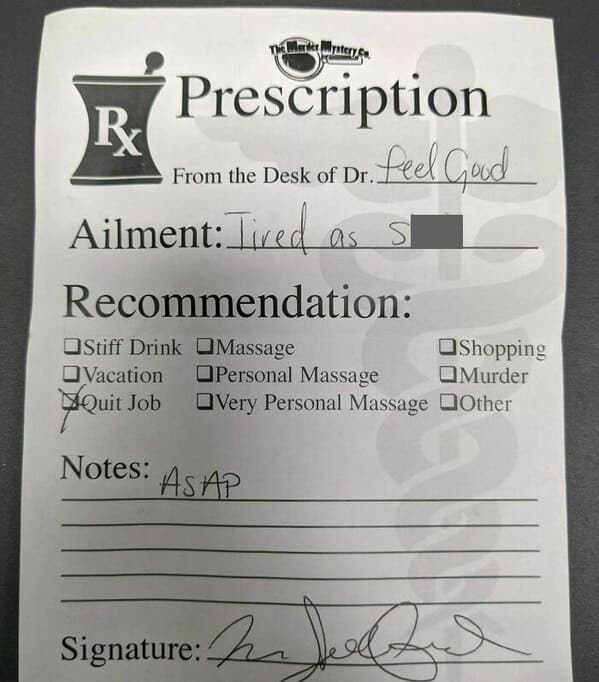 The Murder Mystery Co.
Rx Prescription
From the Desk of Dr. Feel Good
Ailment: Tired as S
Recommendation:
❑Stiff Drink ❑Massage ❑Shopping
❑Vacation ❑Personal Massage ❑Murder
❑Quit Job ❑Very Personal Massage ❑Other
Notes: ASAP
Signature: